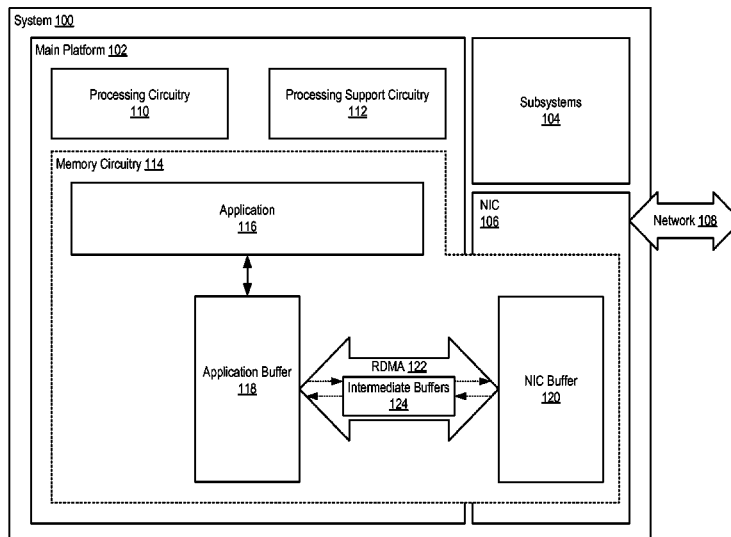 System 100
Main Platform 102
Processing Circuitry
110
Processing Support Circuitry
112
Subsystems
104
Memory Circuitry 114
Application
116
NIC
106
Network 108
Application Buffer
118
RDMA 122
Intermediate Buffers
124
NIC Buffer
120